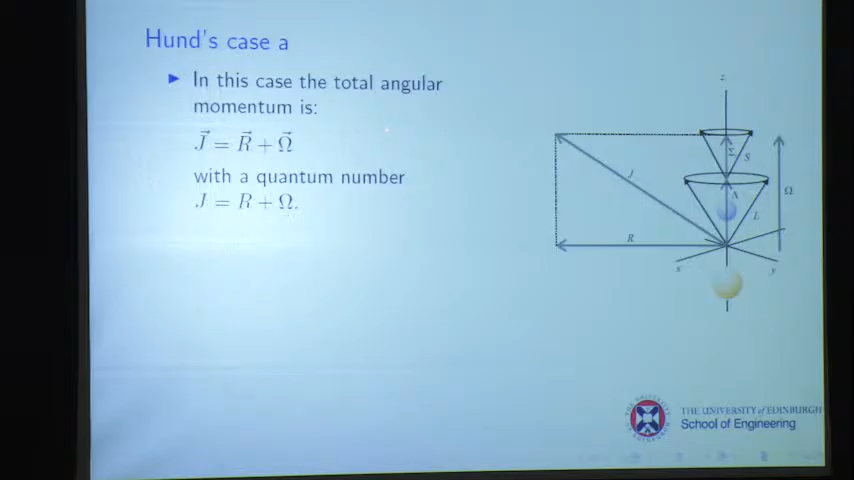 Hund's case a
In this case the total angular
momentum is:
J⃗ = R⃗ + Ω⃗
with a quantum number
J = R + Ω.
z
Σ
S
J
Λ
Ω
L
R
x
y
THE UNIVERSITY of EDINBURGH
School of Engineering